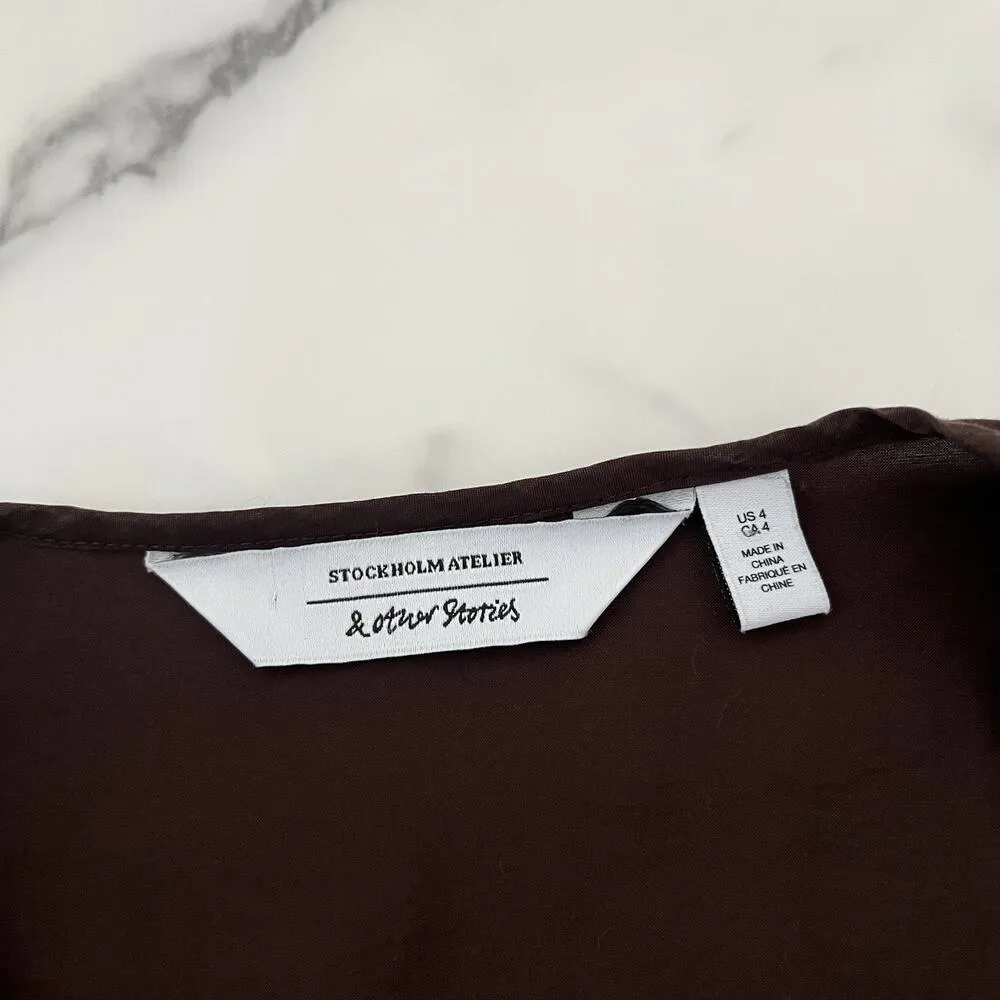 STOCKHOLM ATELIER
& other Stories
US 4
CA 4
MADE IN
CHINA
FABRIQUÉ EN
CHINE